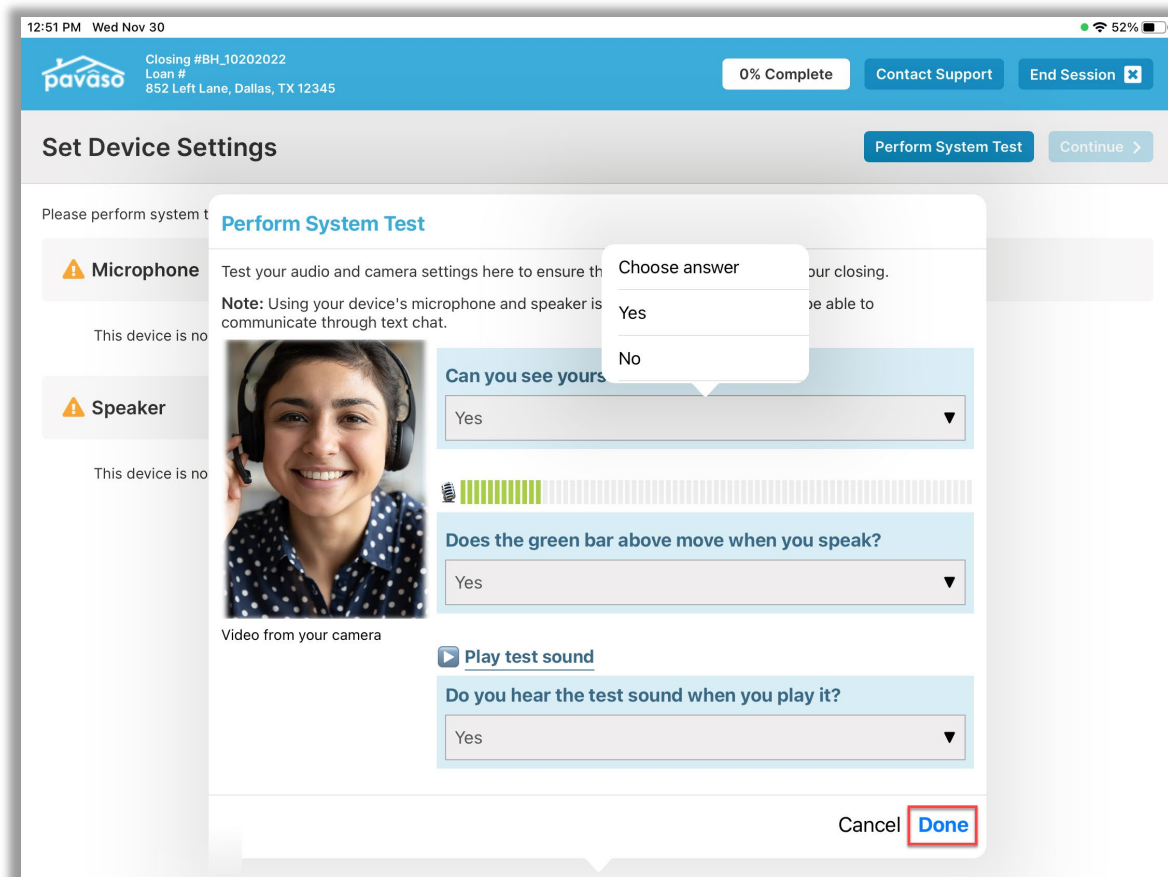 12:51 PM Wed Nov 30
52%
pavaso
Closing #BH_10202022
Loan #
852 Left Lane, Dallas, TX 12345
0% Complete
Contact Support
End Session
Set Device Settings
Perform System Test
Continue
Please perform system t
Perform System Test
Microphone
Test your audio and camera settings here to ensure th
our closing.
Note: Using your device's microphone and speaker is
be able to
communicate through text chat.
Choose answer
Yes
No
This device is no
Can you see yours
Yes
Speaker
This device is no
Does the green bar above move when you speak?
Yes
Video from your camera
Play test sound
Do you hear the test sound when you play it?
Yes
Cancel Done